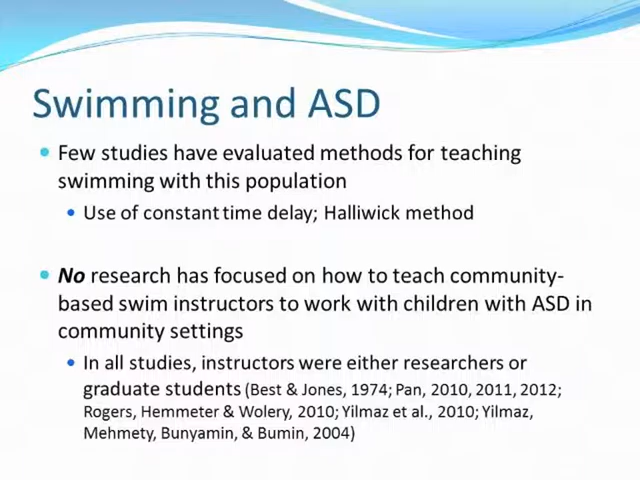 Swimming and ASD
Few studies have evaluated methods for teaching
swimming with this population
Use of constant time delay; Halliwick method
No research has focused on how to teach community-
based swim instructors to work with children with ASD in
community settings
In all studies, instructors were either researchers or
graduate students (Best & Jones, 1974; Pan, 2010, 2011, 2012;
Rogers, Hemmeter & Wolery, 2010; Yilmaz et al., 2010; Yilmaz,
Mehmety, Bunyamin, & Bumin, 2004)